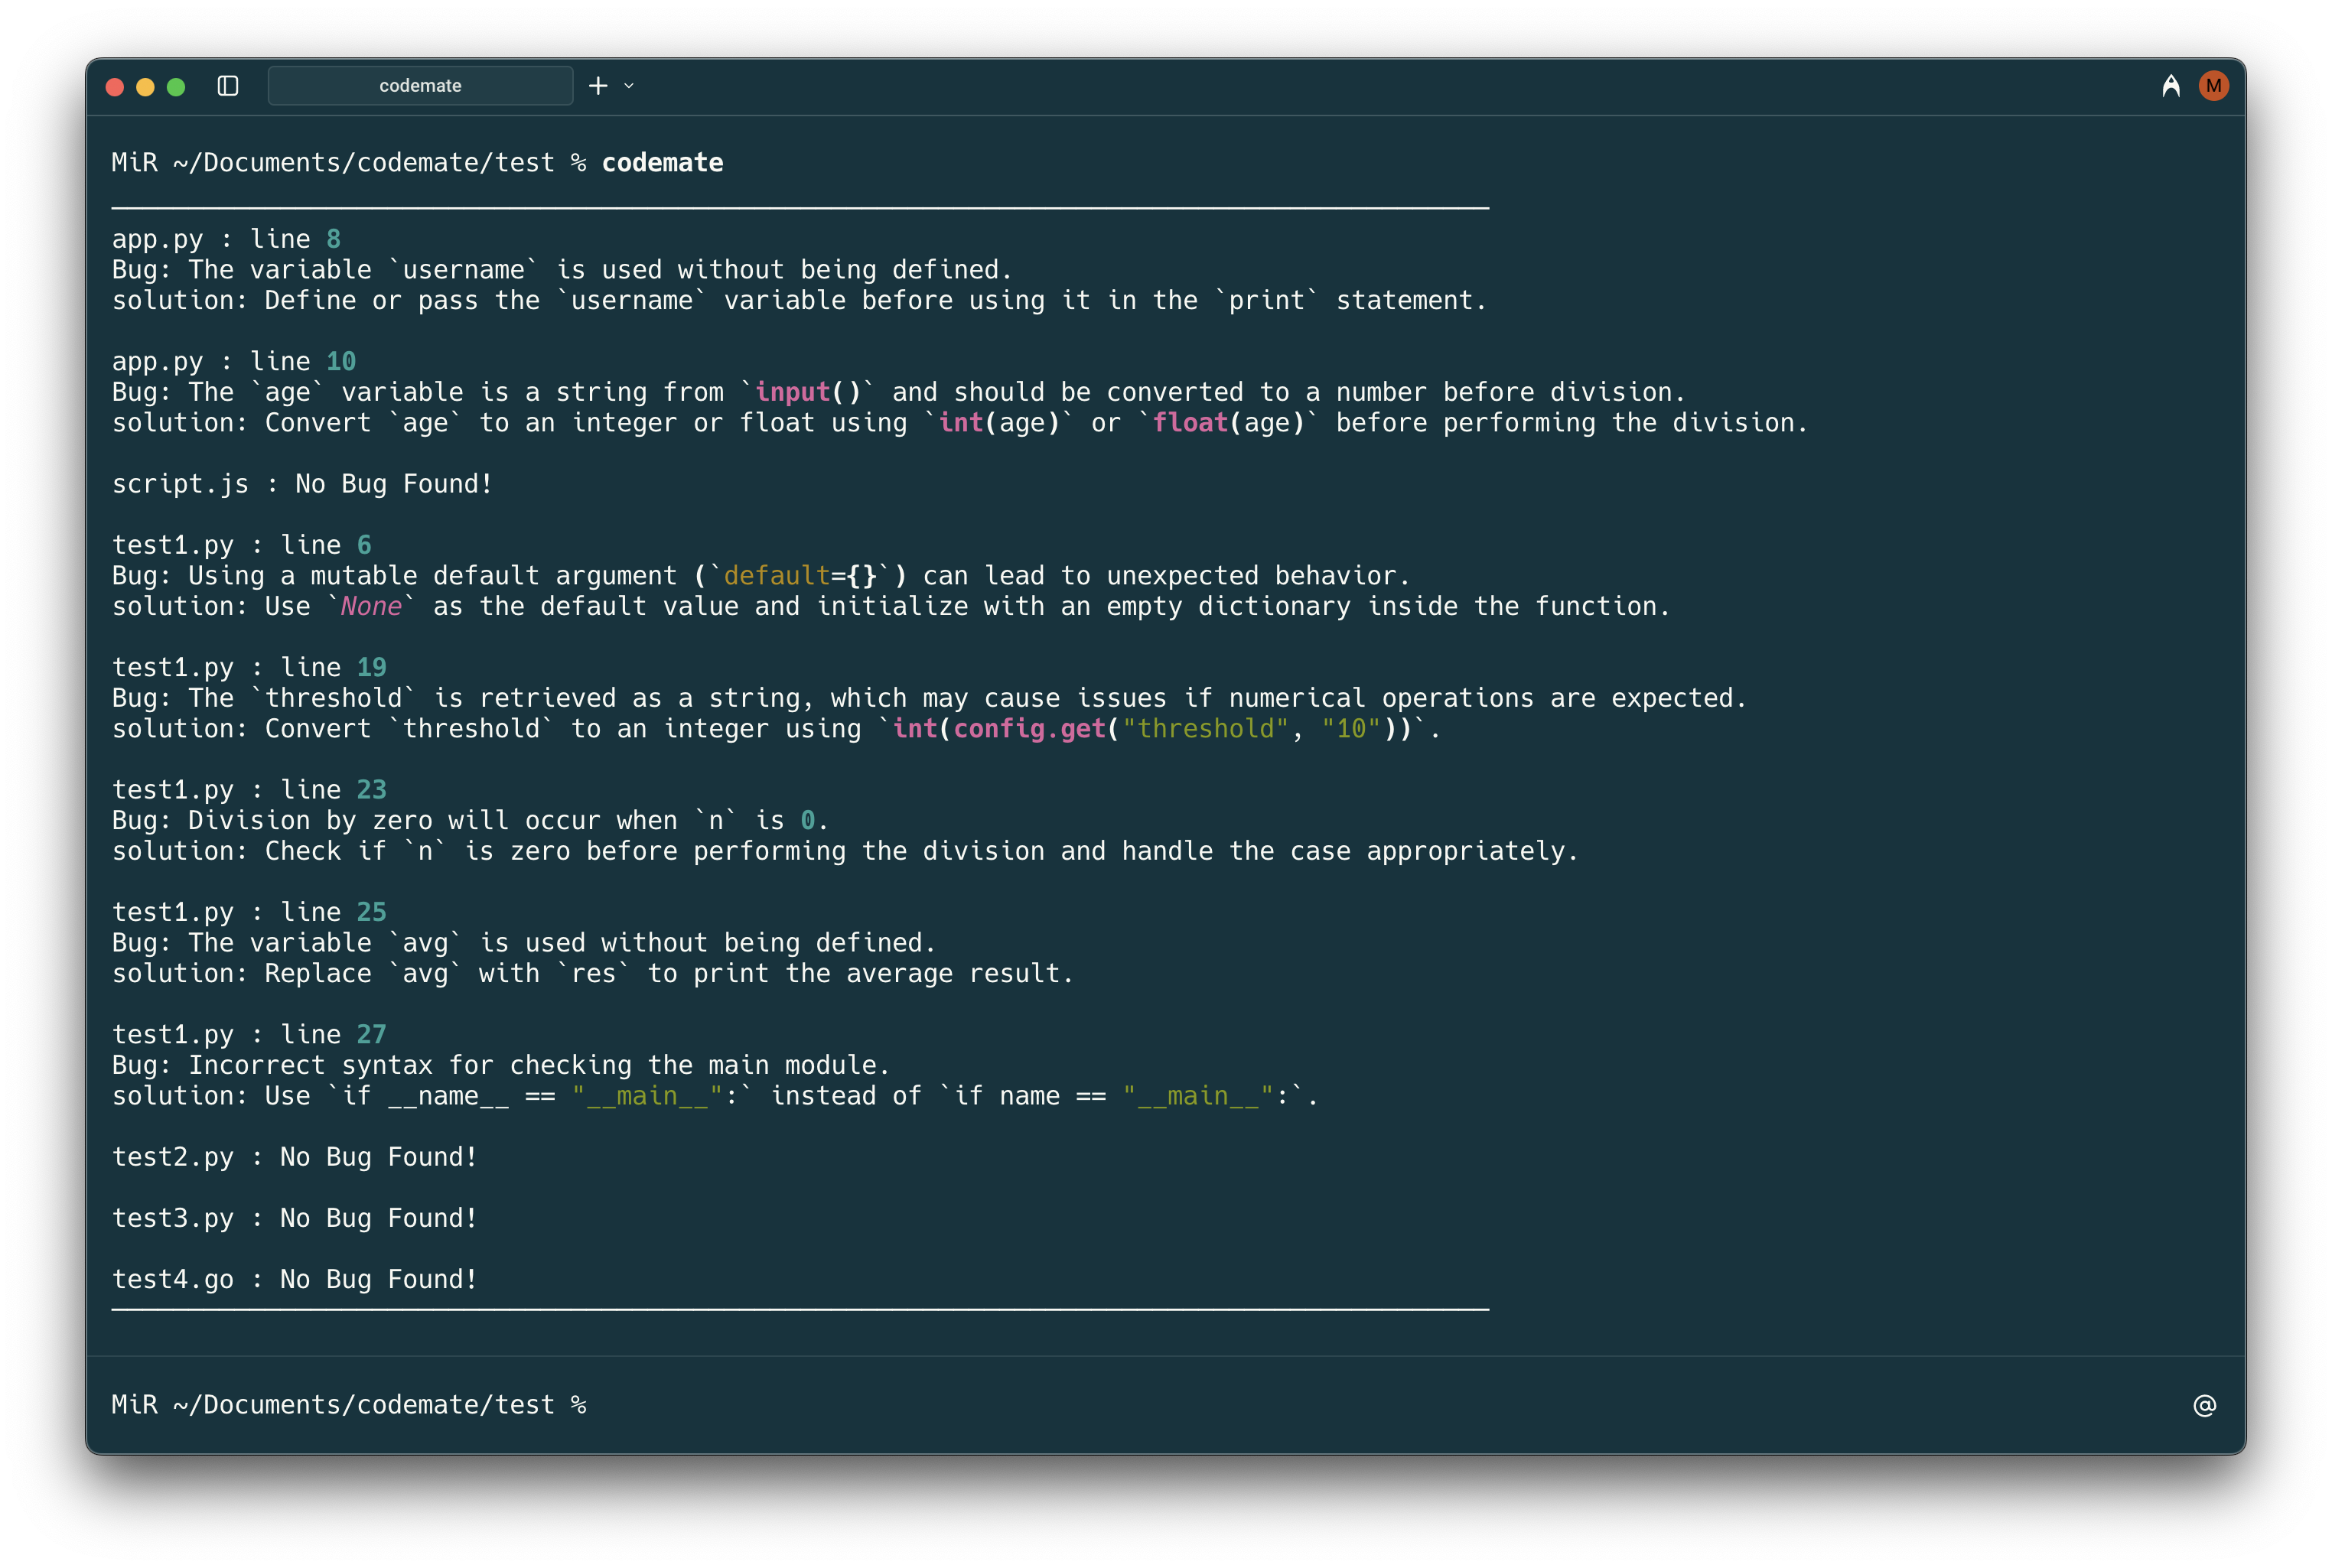 codemate
M
MiR ~/Documents/codemate/test % codemate
app.py : line 8
Bug: The variable `username` is used without being defined.
solution: Define or pass the `username` variable before using it in the `print` statement.
app.py : line 10
Bug: The `age` variable is a string from `input()` and should be converted to a number before division.
solution: Convert `age` to an integer or float using `int(age)` or `float(age)` before performing the division.
script.js : No Bug Found!
test1.py : line 6
Bug: Using a mutable default argument (`default={}`) can lead to unexpected behavior.
solution: Use `None` as the default value and initialize with an empty dictionary inside the function.
test1.py : line 19
Bug: The `threshold` is retrieved as a string, which may cause issues if numerical operations are expected.
solution: Convert `threshold` to an integer using `int(config.get("threshold", "10"))`.
test1.py : line 23
Bug: Division by zero will occur when `n` is 0.
solution: Check if `n` is zero before performing the division and handle the case appropriately.
test1.py : line 25
Bug: The variable `avg` is used without being defined.
solution: Replace `avg` with `res` to print the average result.
test1.py : line 27
Bug: Incorrect syntax for checking the main module.
solution: Use `if __name__ == "__main__":` instead of `if name == "__main__":`.
test2.py : No Bug Found!
test3.py : No Bug Found!
test4.go : No Bug Found!
MiR ~/Documents/codemate/test %
@